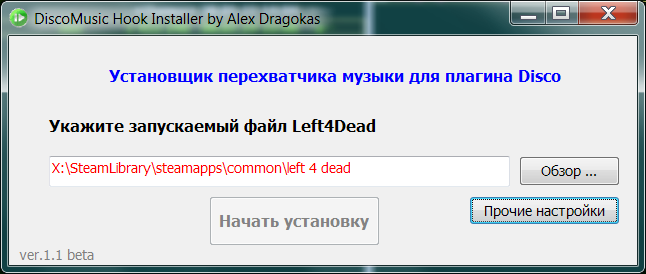 DiscoMusic Hook Installer by Alex Dragokas
Установщик перехватчика музыки для плагина Disco
Укажите запускаемый файл Left4Dead
X:\SteamLibrary\steamapps\common\left 4 dead
Обзор ...
Начать установку
Прочие настройки
ver.1.1 beta